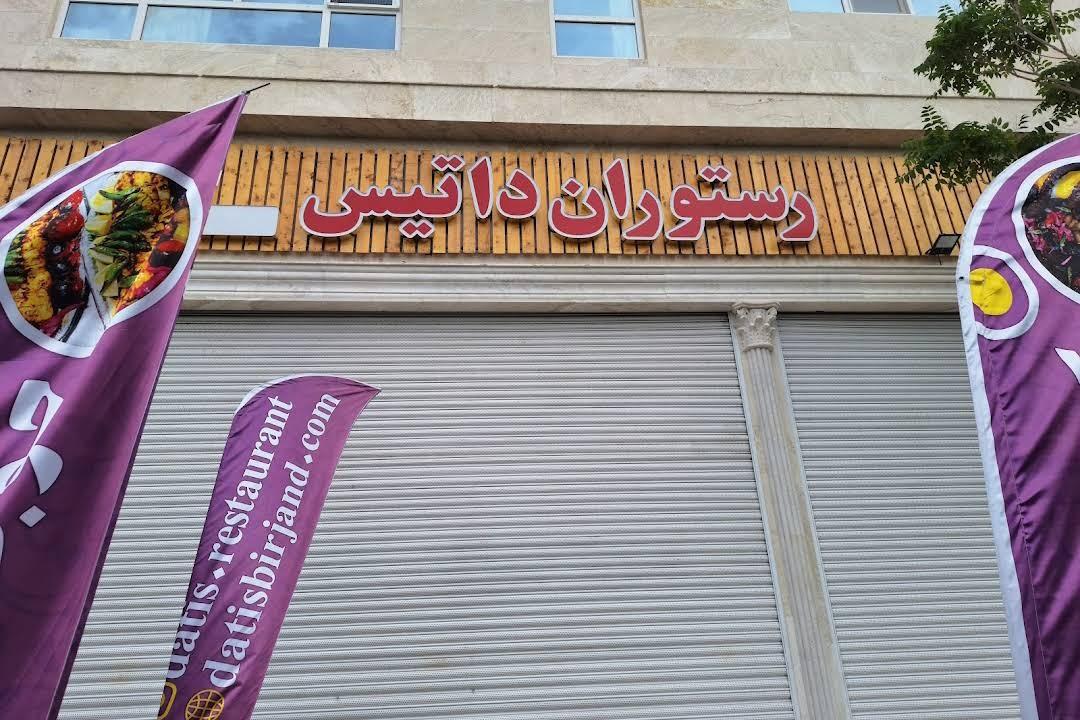 رستوران داتیس
datis.restaurant
datisbirjand.com